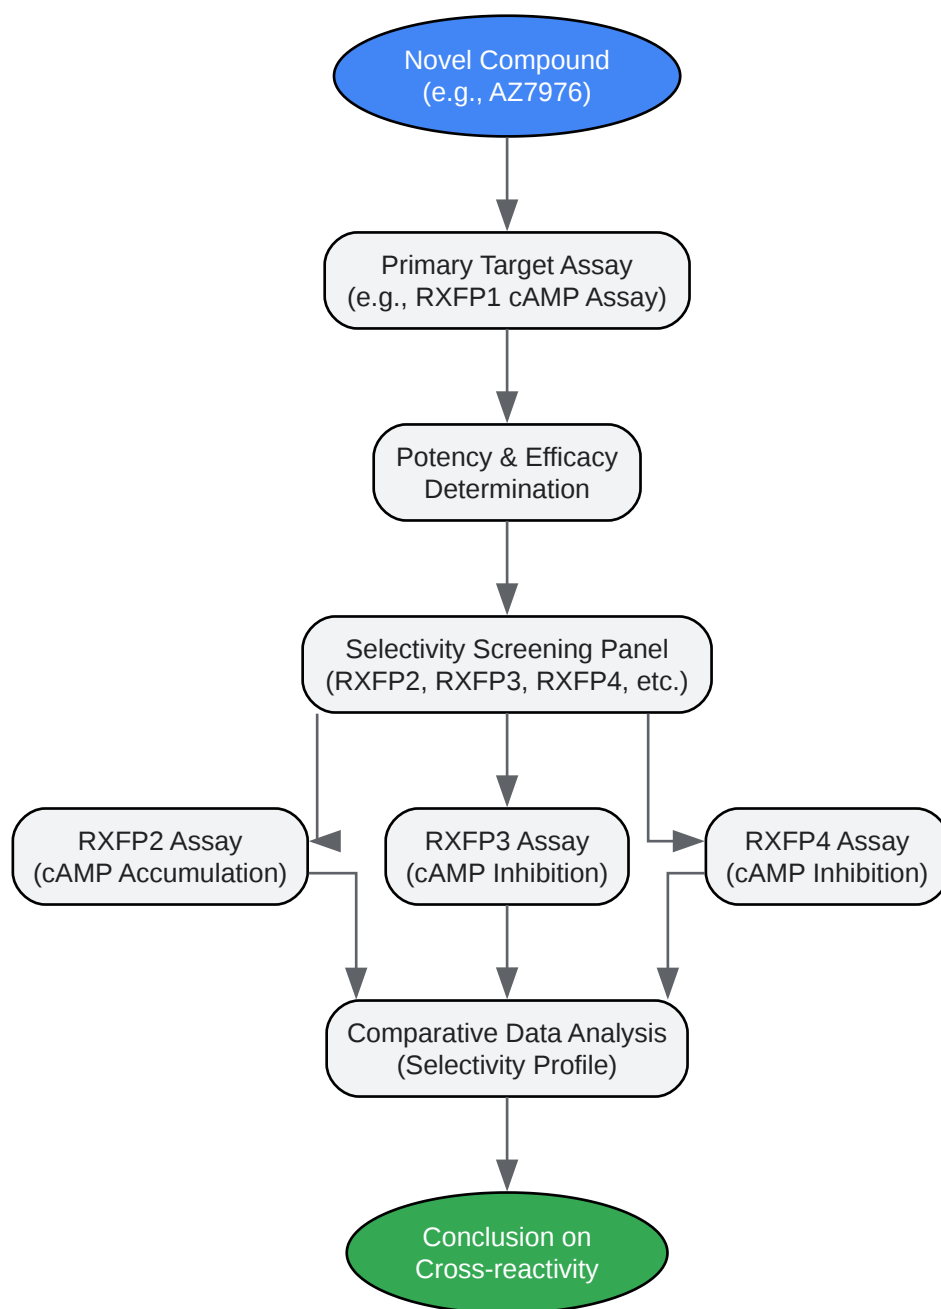 Novel Compound
(e.g., AZ7976)
Primary Target Assay
(e.g., RXFP1 cAMP Assay)
Potency & Efficacy
Determination
Selectivity Screening Panel
(RXFP2, RXFP3, RXFP4, etc.)
RXFP2 Assay
(cAMP Accumulation)
RXFP3 Assay
(cAMP Inhibition)
RXFP4 Assay
(cAMP Inhibition)
Comparative Data Analysis
(Selectivity Profile)
Conclusion on
Cross-reactivity